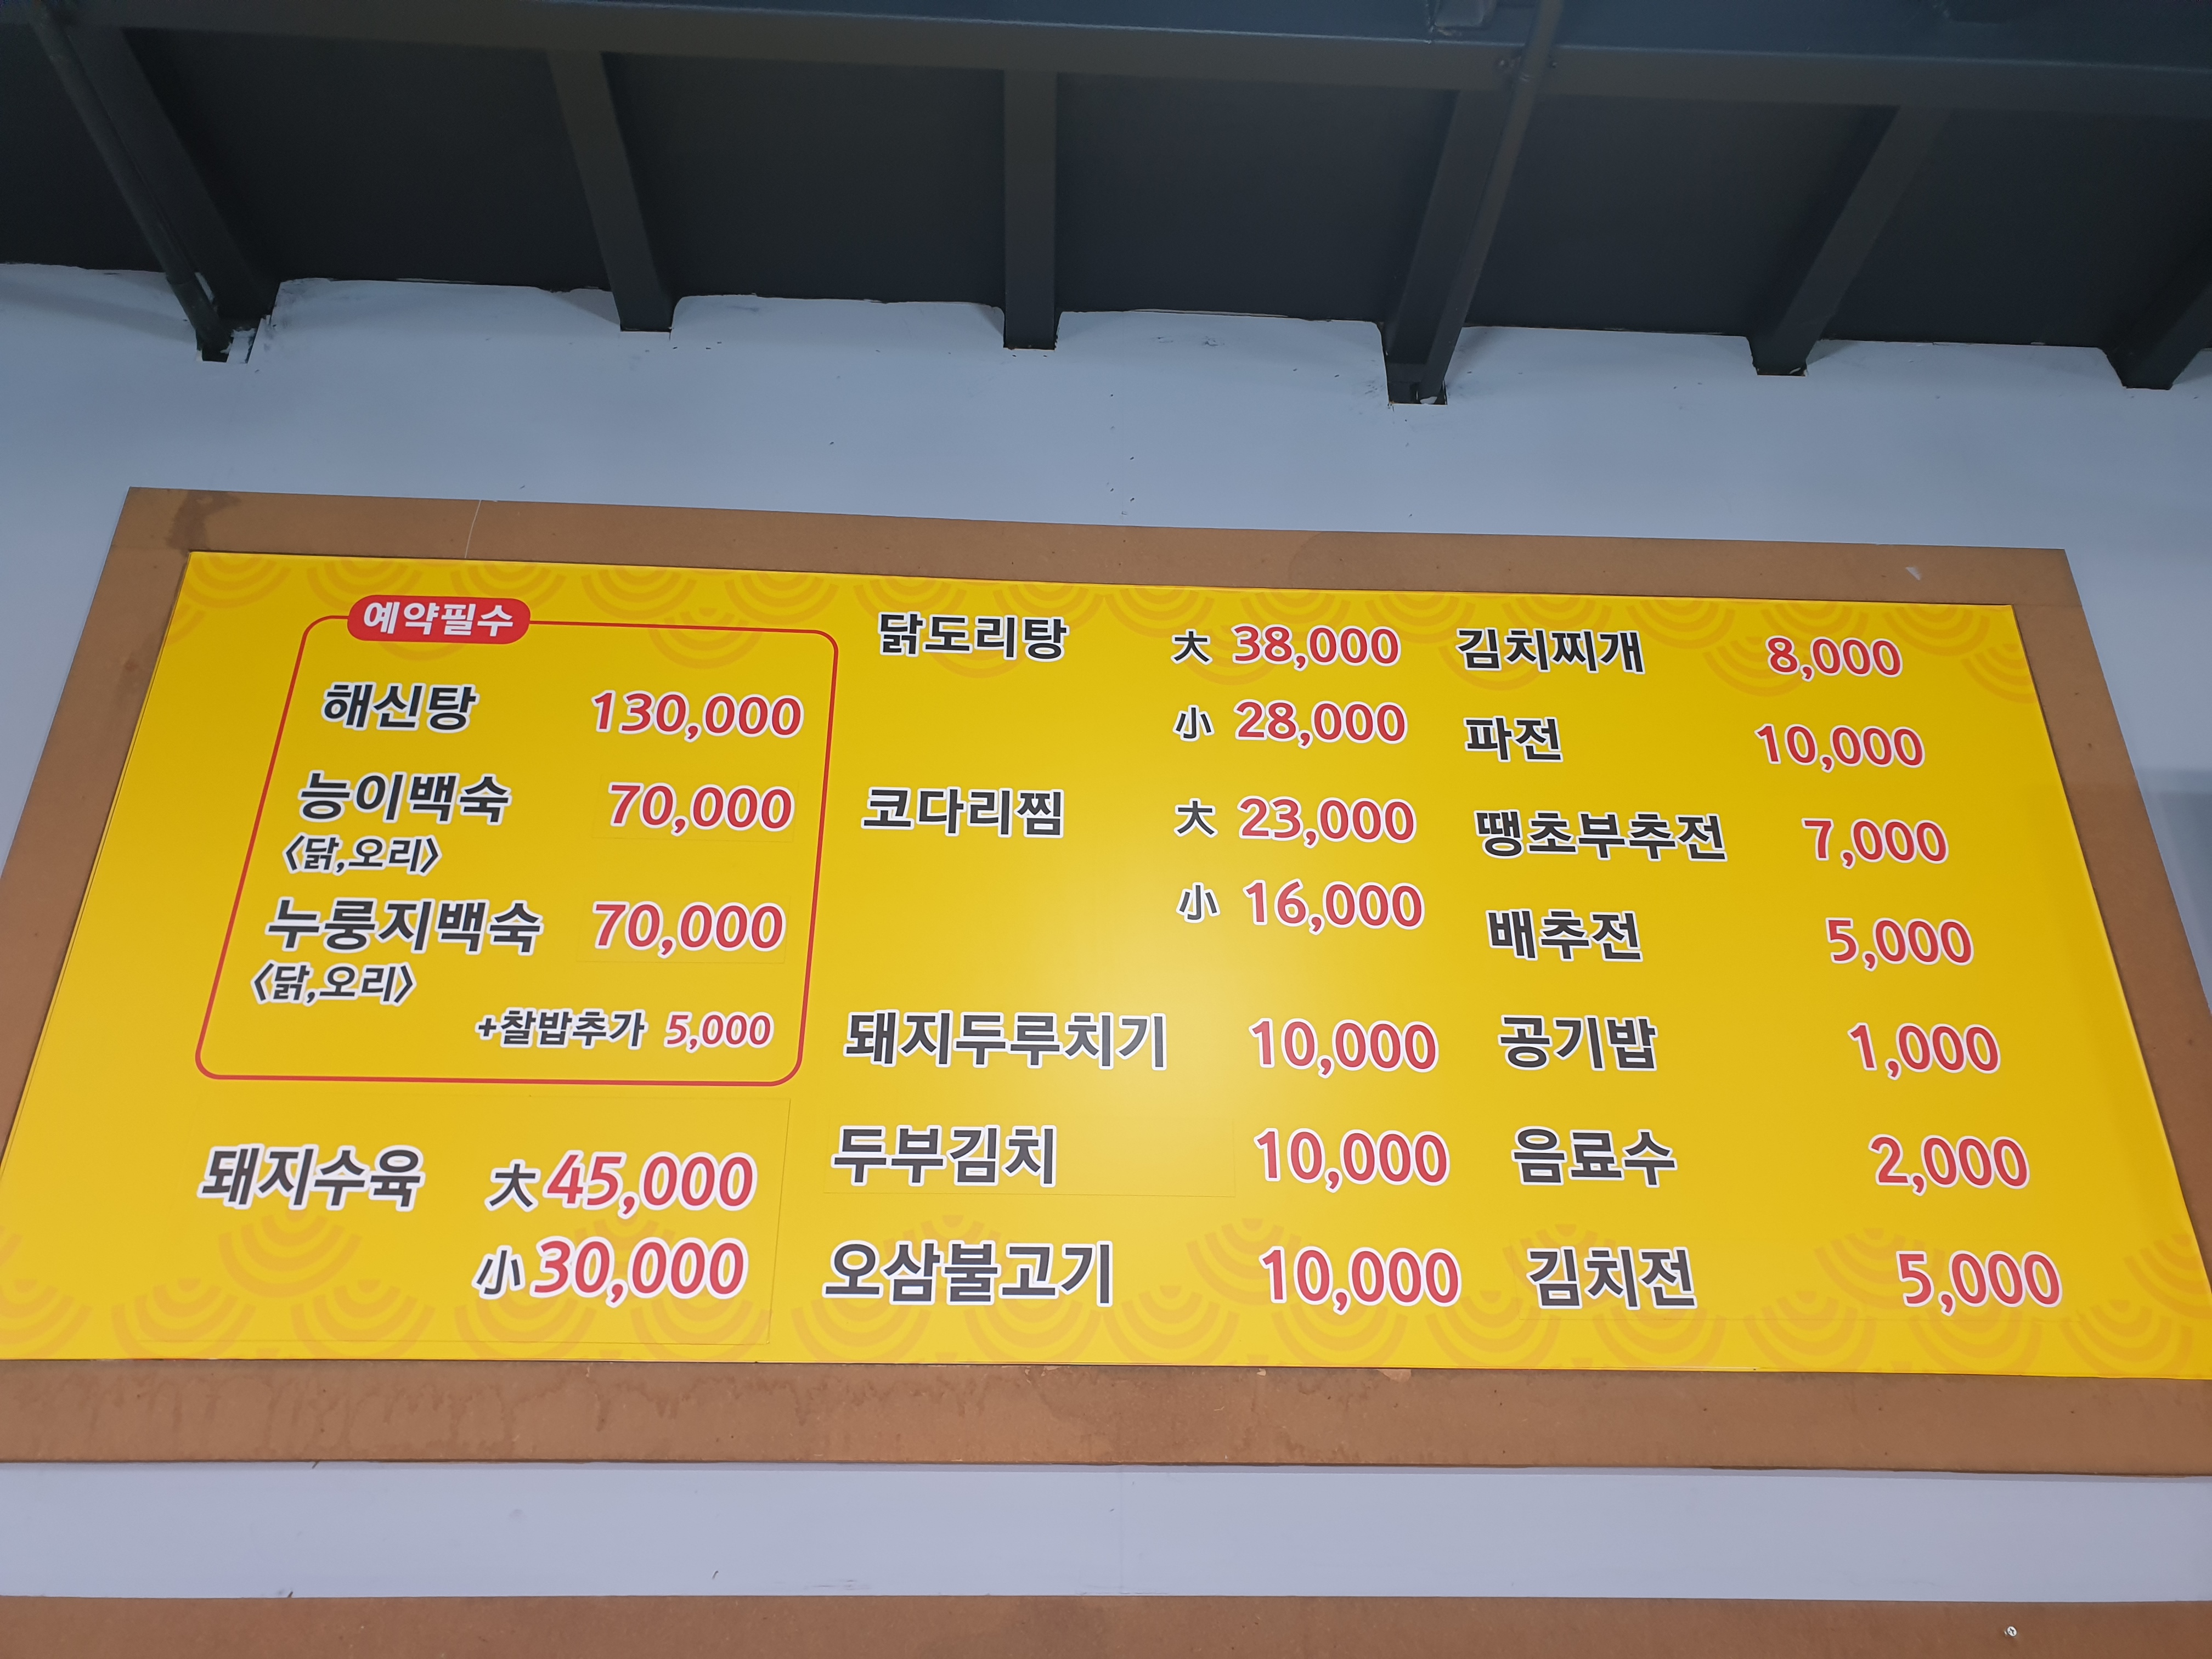 예약필수
해신탕 130,000
능이백숙 70,000
<닭,오리>
누룽지백숙 70,000
<닭,오리>
+찰밥추가 5,000
돼지수육 大 45,000
小 30,000
닭도리탕 大 38,000
小 28,000
코다리찜 大 23,000
小 16,000
돼지두루치기 10,000
두부김치 10,000
오삼불고기 10,000
김치찌개 8,000
파전 10,000
땡초부추전 7,000
배추전 5,000
공기밥 1,000
음료수 2,000
김치전 5,000